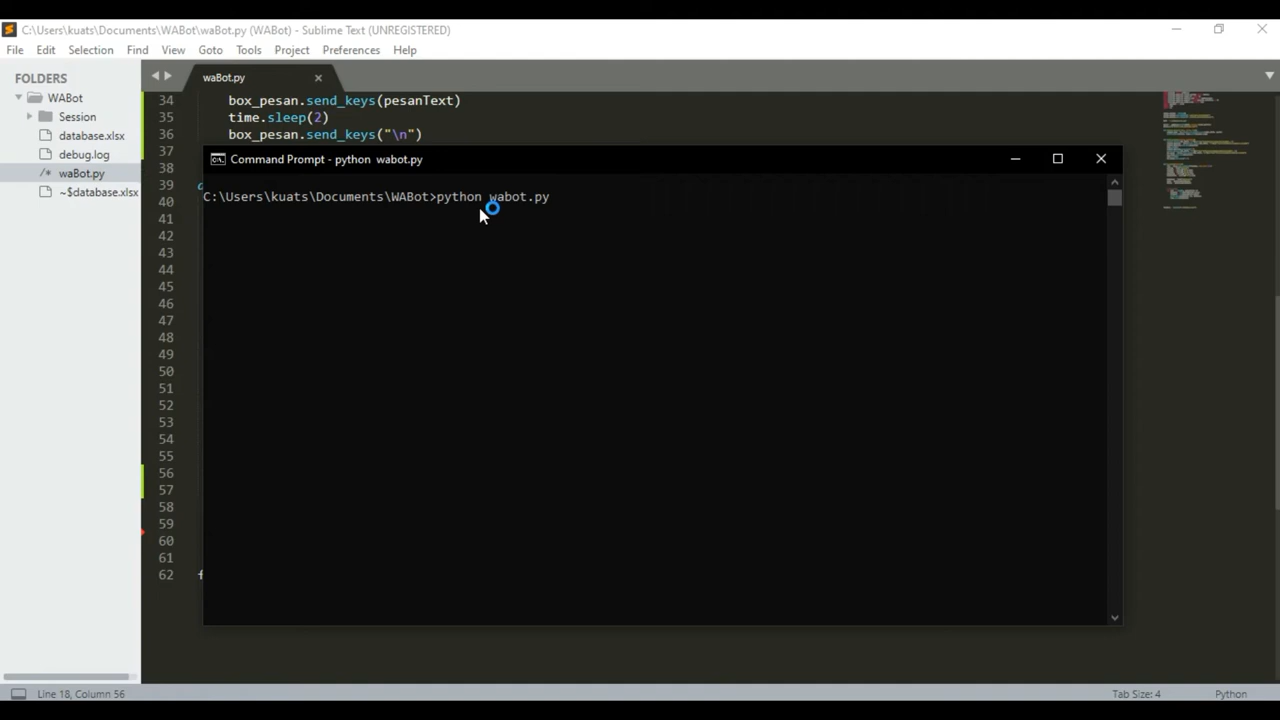 C:\Users\kuats\Documents\WABot\waBot.py (WABot) - Sublime Text (UNREGISTERED)
File Edit Selection Find View Goto Tools Project Preferences Help
FOLDERS
WABot
Session
database.xlsx
debug.log
/* waBot.py
~$database.xlsx
waBot.py
34 box_pesan.send_keys(pesanText)
35 time.sleep(2)
36 box_pesan.send_keys("\n")
37
38
39
40
41
42
43
44
45
46
47
48
49
50
51
52
53
54
55
56
57
58
59
60
61
62 f
Command Prompt - python  wabot.py
C:\Users\kuats\Documents\WABot>python wabot.py
Line 18, Column 56
Tab Size: 4
Python